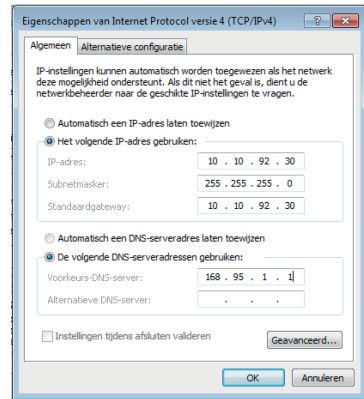 Eigenschappen van Internet Protocol versie 4 (TCP/IPv4)
Algemeen Alternatieve configuratie
IP-instellingen kunnen automatisch worden toegewezen als het netwerk
deze mogelijkheid ondersteunt. Als dit niet het geval is, dient u de
netwerkbeheerder naar de geschikte IP-instellingen te vragen.
Automatisch een IP-adres laten toewijzen
Het volgende IP-adres gebruiken:
IP-adres: 10 . 10 . 92 . 30
Subnetmasker: 255 . 255 . 255 . 0
Standaardgateway: 10 . 10 . 92 . 30
Automatisch een DNS-serveradres laten toewijzen
De volgende DNS-serveradressen gebruiken:
Voorkeurs-DNS-server: 168 . 95 . 1 . 1
Alternatieve DNS-server: . . .
Instellingen tijdens afsluiten valideren
Geavanceerd...
OK Annuleren